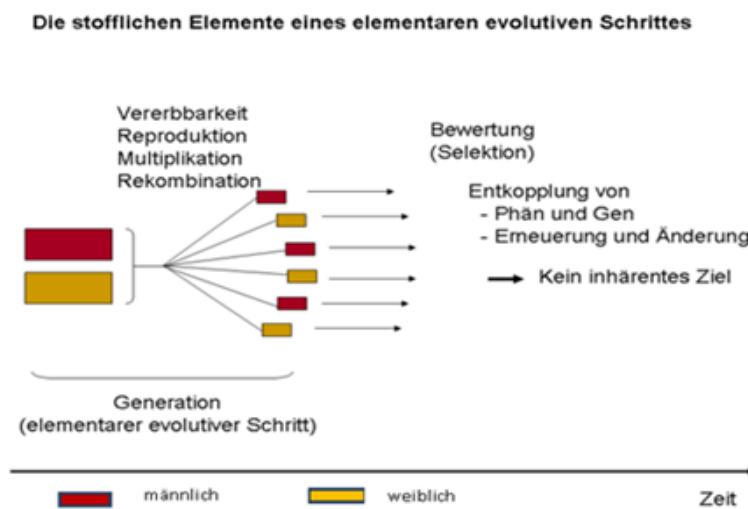 Die stofflichen Elemente eines elementaren evolutiven Schrittes
Vererbbarkeit
Reproduktion
Multiplikation
Rekombination
Bewertung
(Selektion)
Entkopplung von
- Phän und Gen
- Erneuerung und Änderung
Kein inhärentes Ziel
Generation
(elementarer evolutiver Schritt)
männlich
weiblich
Zeit